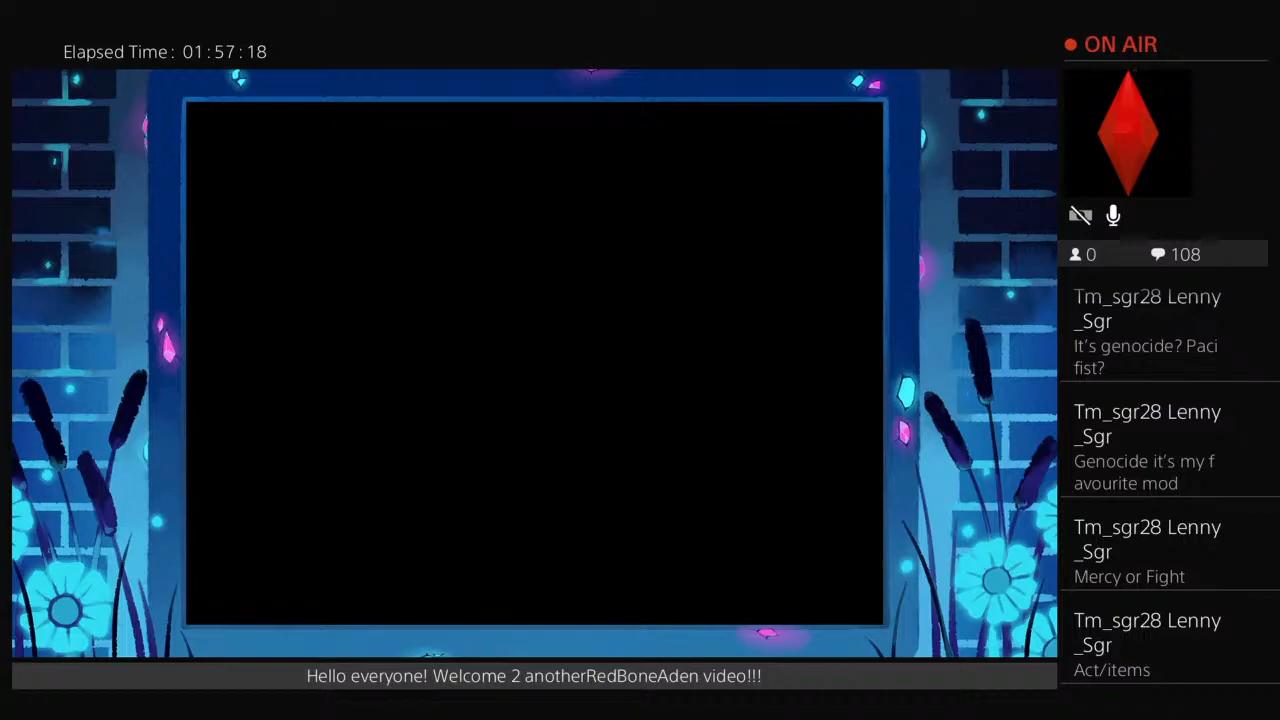 Elapsed Time: 01:57:18
ON AIR
0 108
Tm_sgr28 Lenny
_Sgr
It's genocide? Paci
fist?
Tm_sgr28 Lenny
_Sgr
Genocide it's my f
avourite mod
Tm_sgr28 Lenny
_Sgr
Mercy or Fight
Tm_sgr28 Lenny
_Sgr
Act/items
Hello everyone! Welcome 2 anotherRedBoneAden video!!!